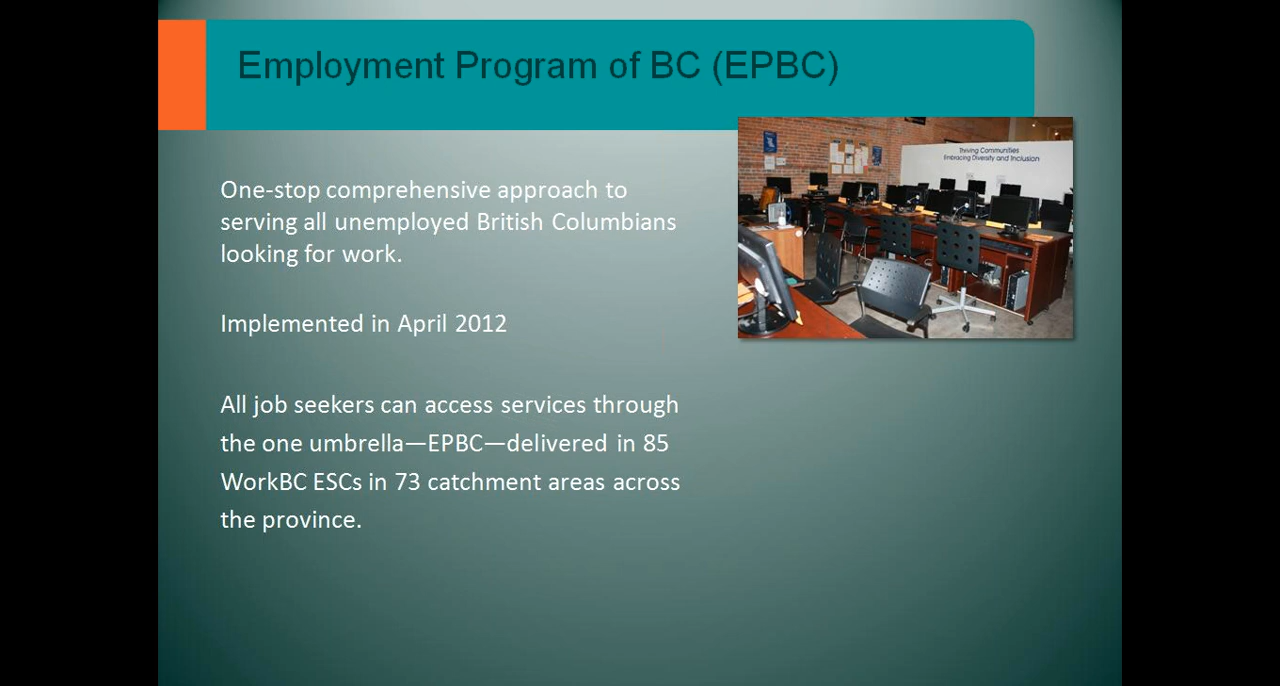 Employment Program of BC (EPBC)
Thriving Communities
Embracing Diversity and Inclusion
One-stop comprehensive approach to
serving all unemployed British Columbians
looking for work.
Implemented in April 2012
All job seekers can access services through
the one umbrella—EPBC—delivered in 85
WorkBC ESCs in 73 catchment areas across
the province.